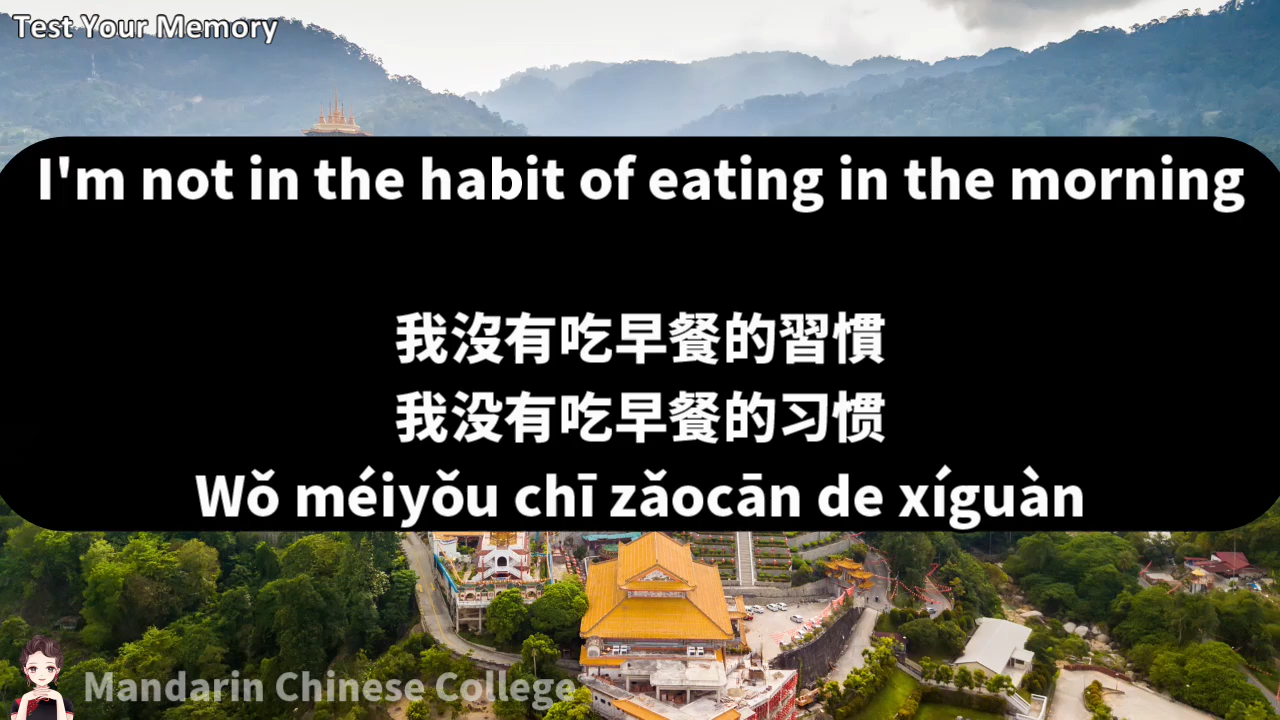 Test Your Memory
I'm not in the habit of eating in the morning
我沒有吃早餐的習慣
我没有吃早餐的习惯
Wǒ méiyǒu chī zǎocān de xíguàn
Mandarin Chinese College